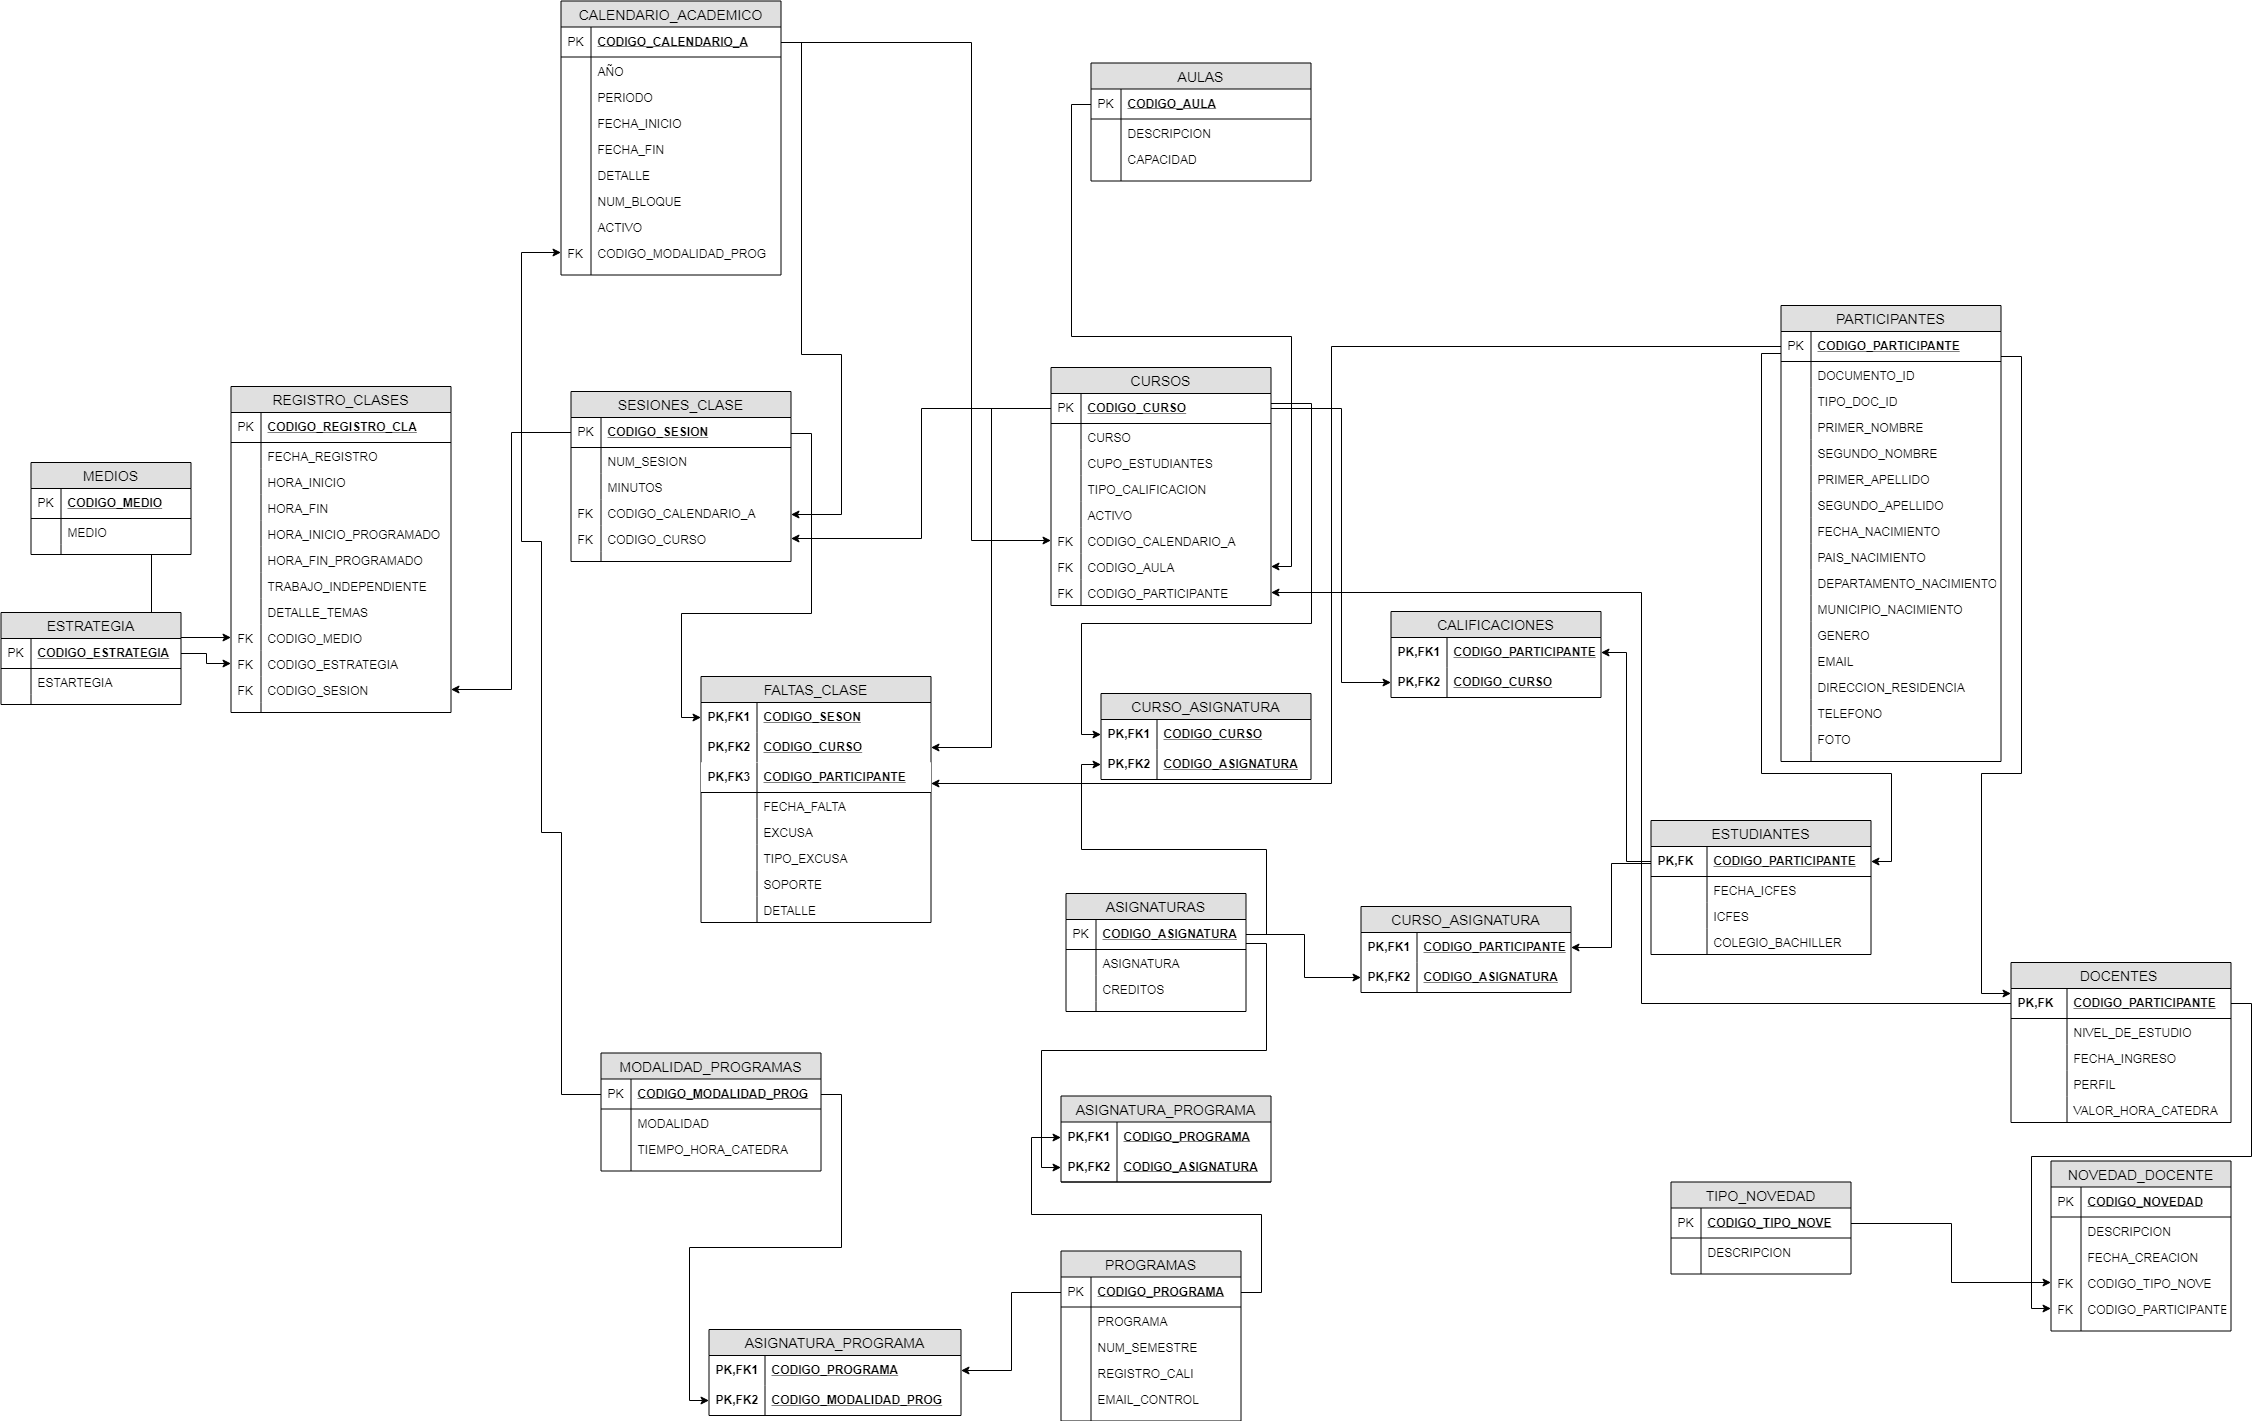 CALENDARIO_ACADEMICO
PK CODIGO_CALENDARIO_A
AÑO
PERIODO
FECHA_INICIO
FECHA_FIN
DETALLE
NUM_BLOQUE
ACTIVO
FK CODIGO_MODALIDAD_PROG
AULAS
PK CODIGO_AULA
DESCRIPCION
CAPACIDAD
PARTICIPANTES
PK CODIGO_PARTICIPANTE
DOCUMENTO_ID
TIPO_DOC_ID
PRIMER_NOMBRE
SEGUNDO_NOMBRE
PRIMER_APELLIDO
SEGUNDO_APELLIDO
FECHA_NACIMIENTO
PAIS_NACIMIENTO
DEPARTAMENTO_NACIMIENTO
MUNICIPIO_NACIMIENTO
GENERO
EMAIL
DIRECCION_RESIDENCIA
TELEFONO
FOTO
CURSOS
PK CODIGO_CURSO
CURSO
CUPO_ESTUDIANTES
TIPO_CALIFICACION
ACTIVO
FK CODIGO_CALENDARIO_A
FK CODIGO_AULA
FK CODIGO_PARTICIPANTE
REGISTRO_CLASES
PK CODIGO_REGISTRO_CLA
FECHA_REGISTRO
HORA_INICIO
HORA_FIN
HORA_INICIO_PROGRAMADO
HORA_FIN_PROGRAMADO
TRABAJO_INDEPENDIENTE
DETALLE_TEMAS
FK CODIGO_MEDIO
FK CODIGO_ESTRATEGIA
FK CODIGO_SESION
SESIONES_CLASE
PK CODIGO_SESION
NUM_SESION
MINUTOS
FK CODIGO_CALENDARIO_A
FK CODIGO_CURSO
MEDIOS
PK CODIGO_MEDIO
MEDIO
ESTRATEGIA
PK CODIGO_ESTRATEGIA
ESTARTEGIA
CALIFICACIONES
PK,FK1 CODIGO_PARTICIPANTE
PK,FK2 CODIGO_CURSO
FALTAS_CLASE
PK,FK1 CODIGO_SESON
PK,FK2 CODIGO_CURSO
PK,FK3 CODIGO_PARTICIPANTE
FECHA_FALTA
EXCUSA
TIPO_EXCUSA
SOPORTE
DETALLE
CURSO_ASIGNATURA
PK,FK1 CODIGO_CURSO
PK,FK2 CODIGO_ASIGNATURA
ESTUDIANTES
PK,FK CODIGO_PARTICIPANTE
FECHA_ICFES
ICFES
COLEGIO_BACHILLER
ASIGNATURAS
PK CODIGO_ASIGNATURA
ASIGNATURA
CREDITOS
CURSO_ASIGNATURA
PK,FK1 CODIGO_PARTICIPANTE
PK,FK2 CODIGO_ASIGNATURA
DOCENTES
PK,FK CODIGO_PARTICIPANTE
NIVEL_DE_ESTUDIO
FECHA_INGRESO
PERFIL
VALOR_HORA_CATEDRA
MODALIDAD_PROGRAMAS
PK CODIGO_MODALIDAD_PROG
MODALIDAD
TIEMPO_HORA_CATEDRA
ASIGNATURA_PROGRAMA
PK,FK1 CODIGO_PROGRAMA
PK,FK2 CODIGO_ASIGNATURA
NOVEDAD_DOCENTE
PK CODIGO_NOVEDAD
DESCRIPCION
FECHA_CREACION
FK CODIGO_TIPO_NOVE
FK CODIGO_PARTICIPANTE
TIPO_NOVEDAD
PK CODIGO_TIPO_NOVE
DESCRIPCION
PROGRAMAS
PK CODIGO_PROGRAMA
PROGRAMA
NUM_SEMESTRE
REGISTRO_CALI
EMAIL_CONTROL
ASIGNATURA_PROGRAMA
PK,FK1 CODIGO_PROGRAMA
PK,FK2 CODIGO_MODALIDAD_PROG